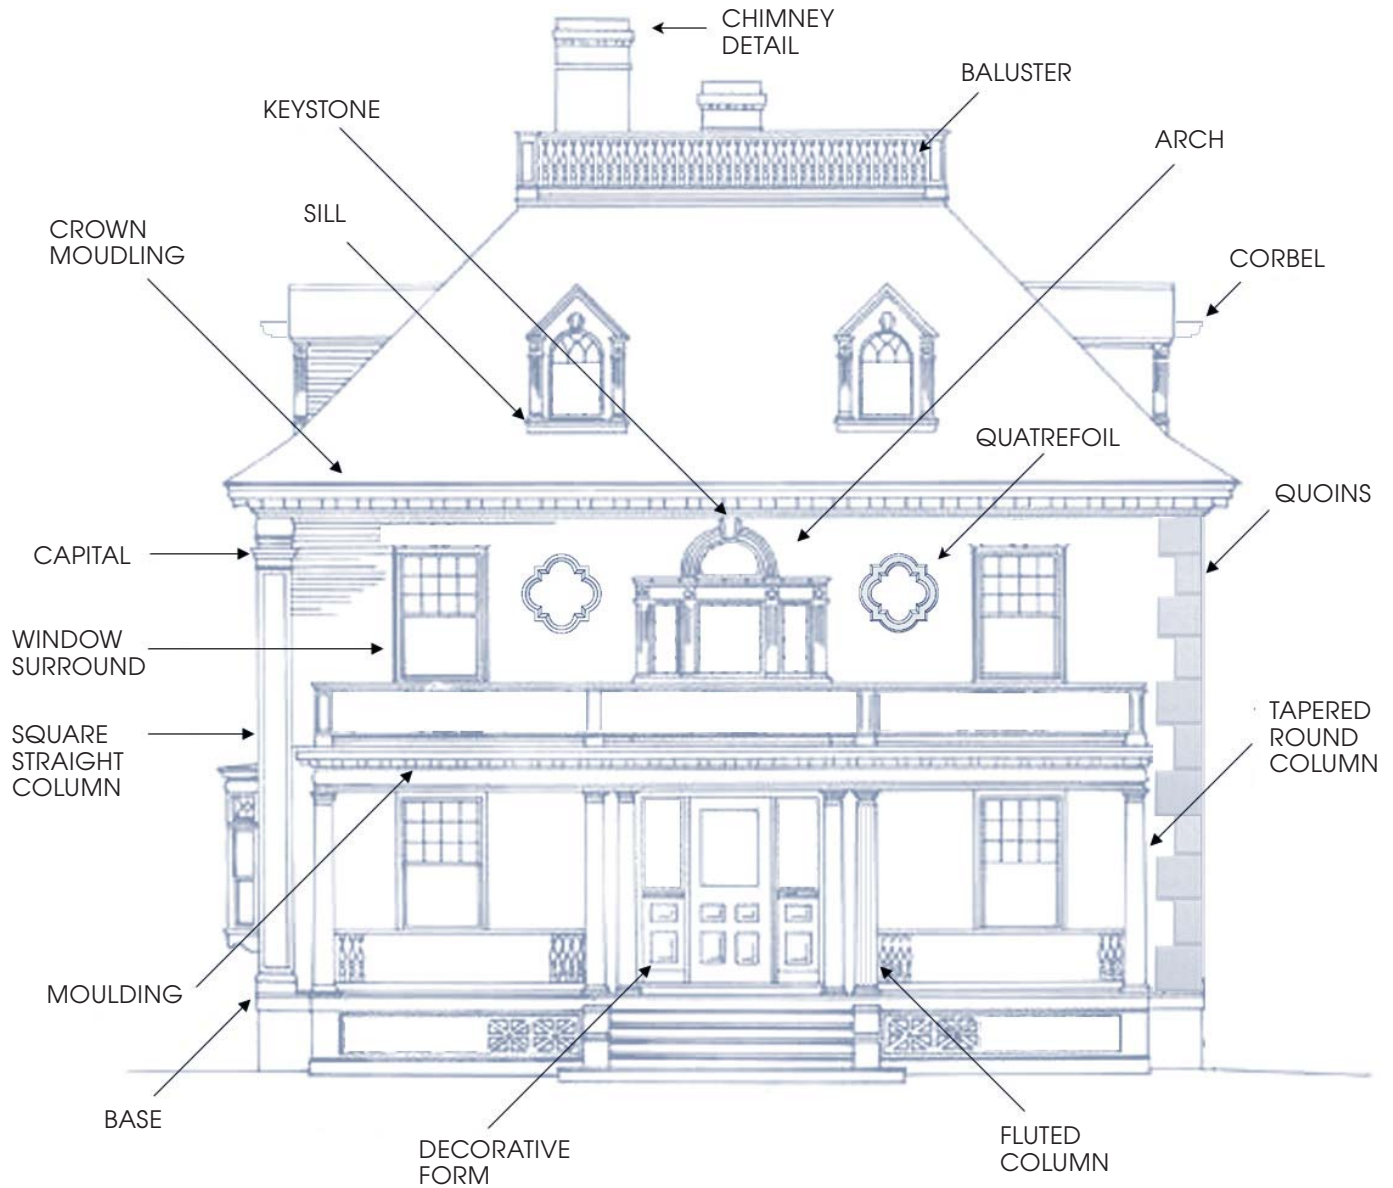 CHIMNEY
DETAIL
BALUSTER
KEYSTONE
ARCH
SILL
CROWN
MOUDLING
CORBEL
QUATREFOIL
QUOINS
CAPITAL
WINDOW
SURROUND
TAPERED
ROUND
COLUMN
SQUARE
STRAIGHT
COLUMN
MOULDING
BASE
DECORATIVE
FORM
FLUTED
COLUMN